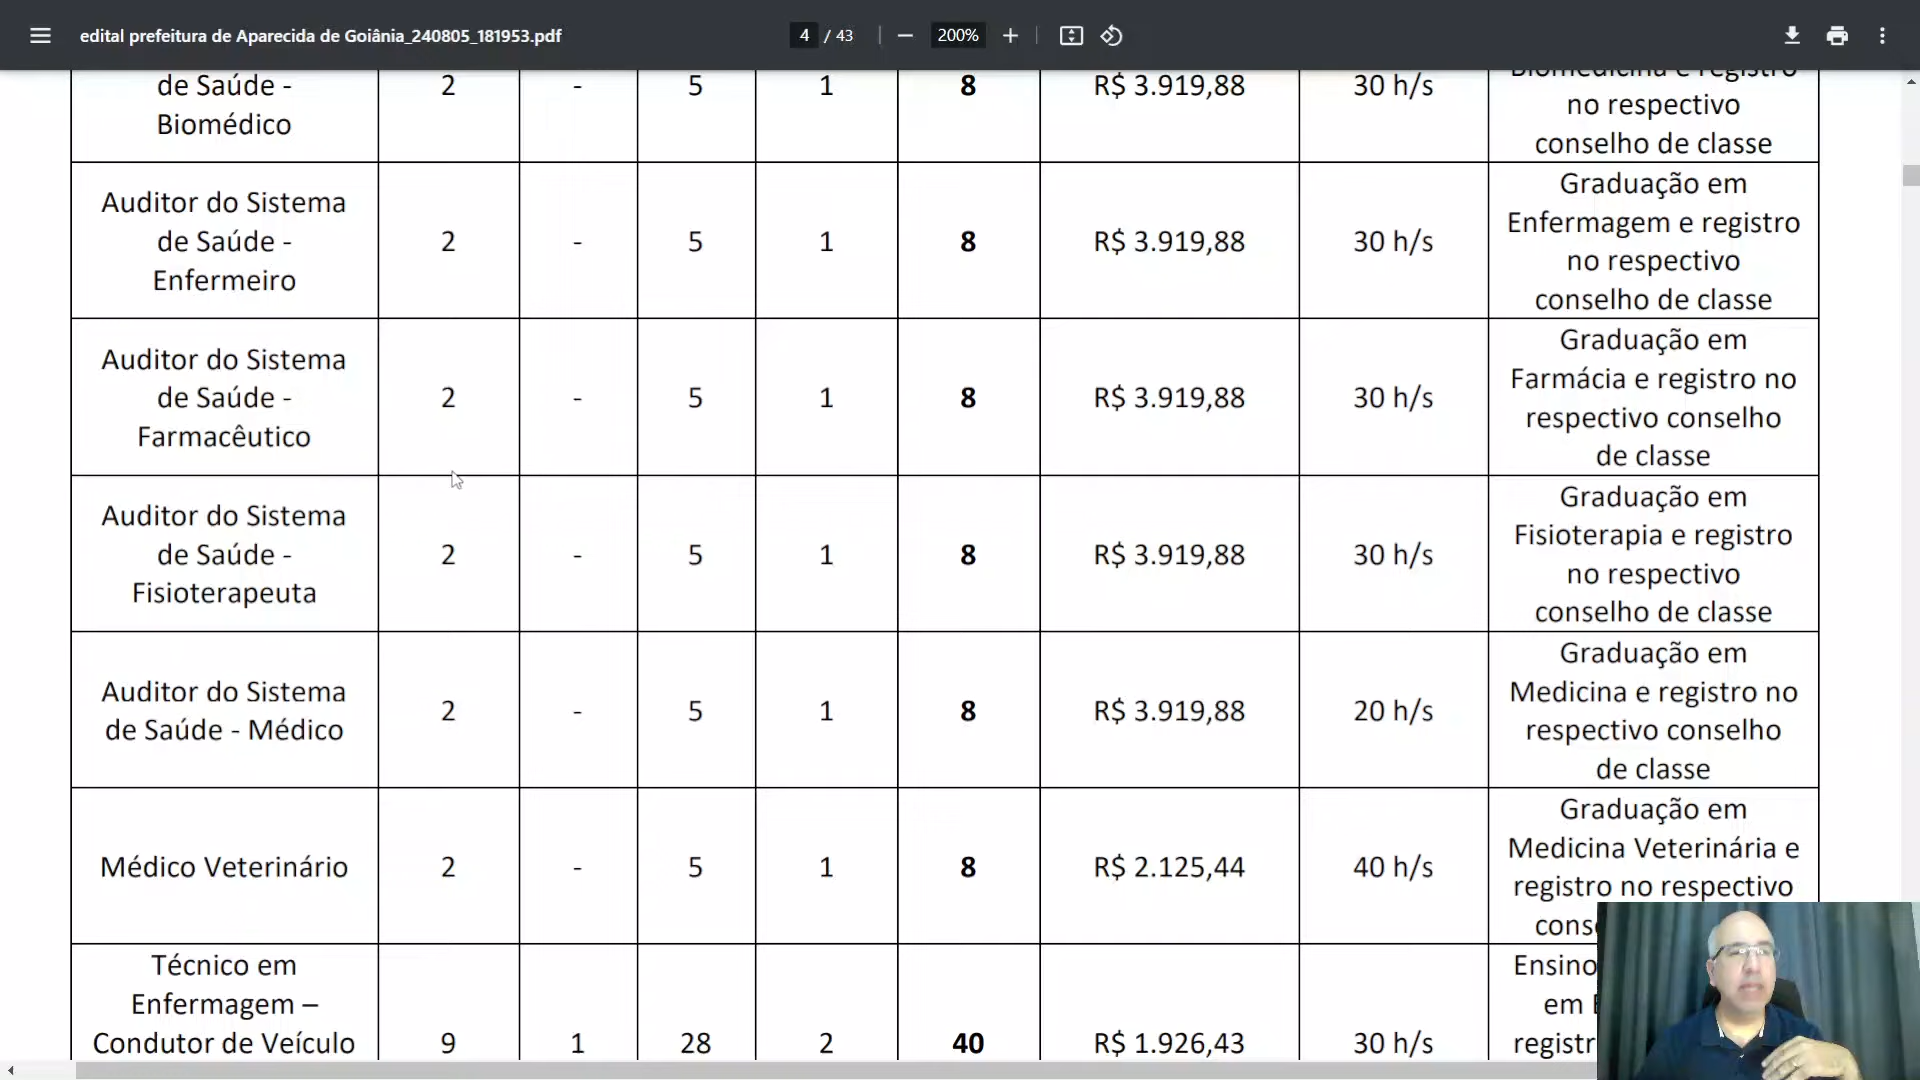 edital prefeitura de Aparecida de Goiânia_240805_181953.pdf
4 / 43
200%
de Saúde -
Biomédico
2
-
5
1
8
R$ 3.919,88
30 h/s
Biomedicina e registro
no respectivo
conselho de classe
Auditor do Sistema
de Saúde -
Enfermeiro
2
-
5
1
8
R$ 3.919,88
30 h/s
Graduação em
Enfermagem e registro
no respectivo
conselho de classe
Auditor do Sistema
de Saúde -
Farmacêutico
2
-
5
1
8
R$ 3.919,88
30 h/s
Graduação em
Farmácia e registro no
respectivo conselho
de classe
Auditor do Sistema
de Saúde -
Fisioterapeuta
2
-
5
1
8
R$ 3.919,88
30 h/s
Graduação em
Fisioterapia e registro
no respectivo
conselho de classe
Auditor do Sistema
de Saúde - Médico
2
-
5
1
8
R$ 3.919,88
20 h/s
Graduação em
Medicina e registro no
respectivo conselho
de classe
Médico Veterinário
2
-
5
1
8
R$ 2.125,44
40 h/s
Graduação em
Medicina Veterinária e
registro no respectivo
cons
Técnico em
Enfermagem –
Condutor de Veículo
9
1
28
2
40
R$ 1.926,43
30 h/s
Ensino
em
registr